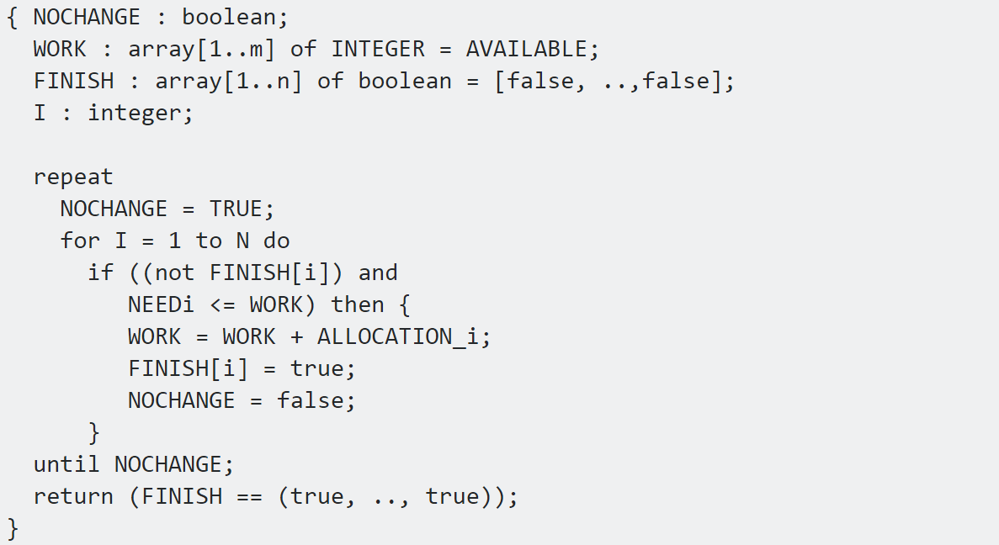 { NOCHANGE : boolean;
  WORK : array[1..m] of INTEGER = AVAILABLE;
  FINISH : array[1..n] of boolean = [false, ..,false];
  I : integer;

  repeat
    NOCHANGE = TRUE;
    for I = 1 to N do
      if ((not FINISH[i]) and
         NEEDi <= WORK) then {
         WORK = WORK + ALLOCATION_i;
         FINISH[i] = true;
         NOCHANGE = false;
      }
  until NOCHANGE;
  return (FINISH == (true, .., true));
}